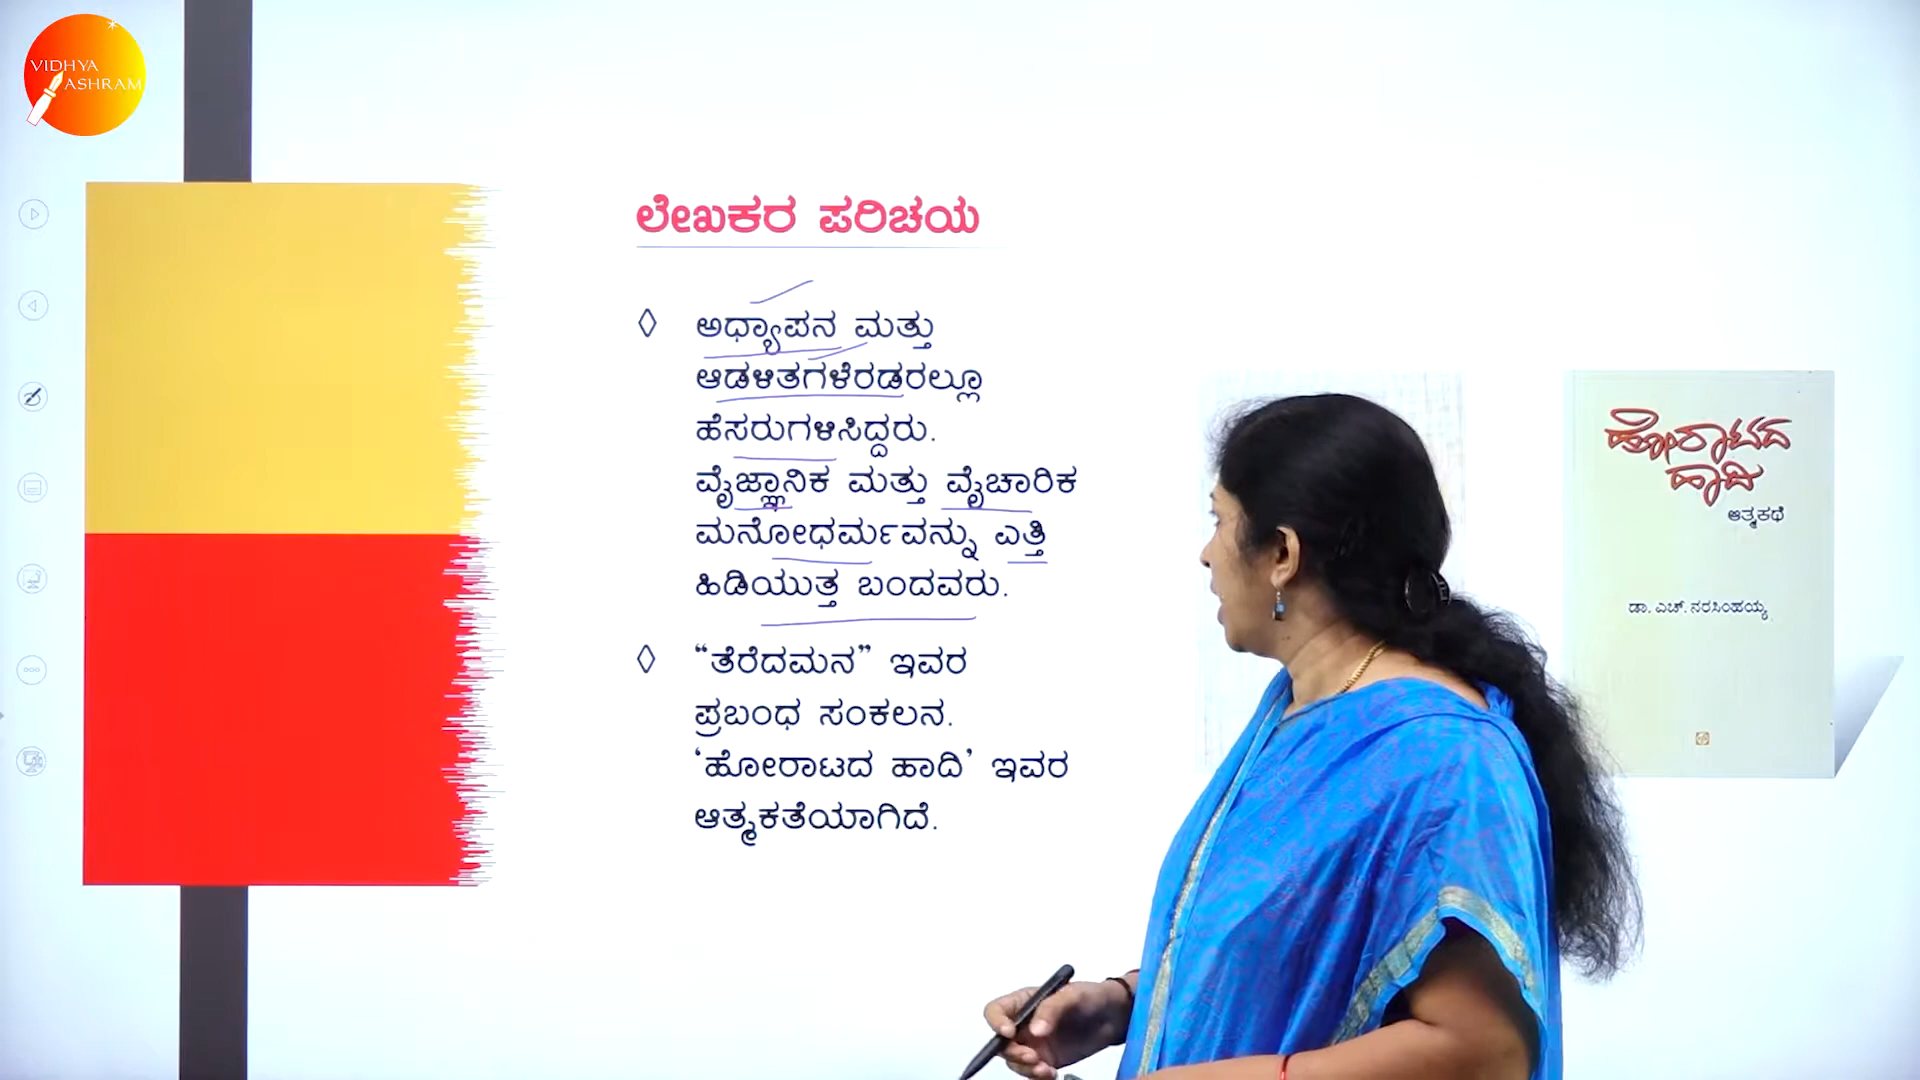 VIDHYA
ASHRAM
ಲೇಖಕರ ಪರಿಚಯ
◊ ಅಧ್ಯಾಪನ ಮತ್ತು
ಆಡಳಿತಗಳೆರಡರಲ್ಲೂ
ಹೆಸರುಗಳಿಸಿದ್ದರು.
ವೈಜ್ಞಾನಿಕ ಮತ್ತು ವೈಚಾರಿಕ
ಮನೋಧರ್ಮವನ್ನು ಎತ್ತಿ
ಹಿಡಿಯುತ್ತ ಬಂದವರು.
◊ “ತೆರೆದಮನ” ಇವರ
ಪ್ರಬಂಧ ಸಂಕಲನ.
‘ಹೋರಾಟದ ಹಾದಿ’ ಇವರ
ಆತ್ಮಕತೆಯಾಗಿದೆ.
ಹೋರಾಟದ
ಹಾದಿ
ಆತ್ಮಕಥೆ
ಡಾ. ಎಚ್. ನರಸಿಂಹಯ್ಯ